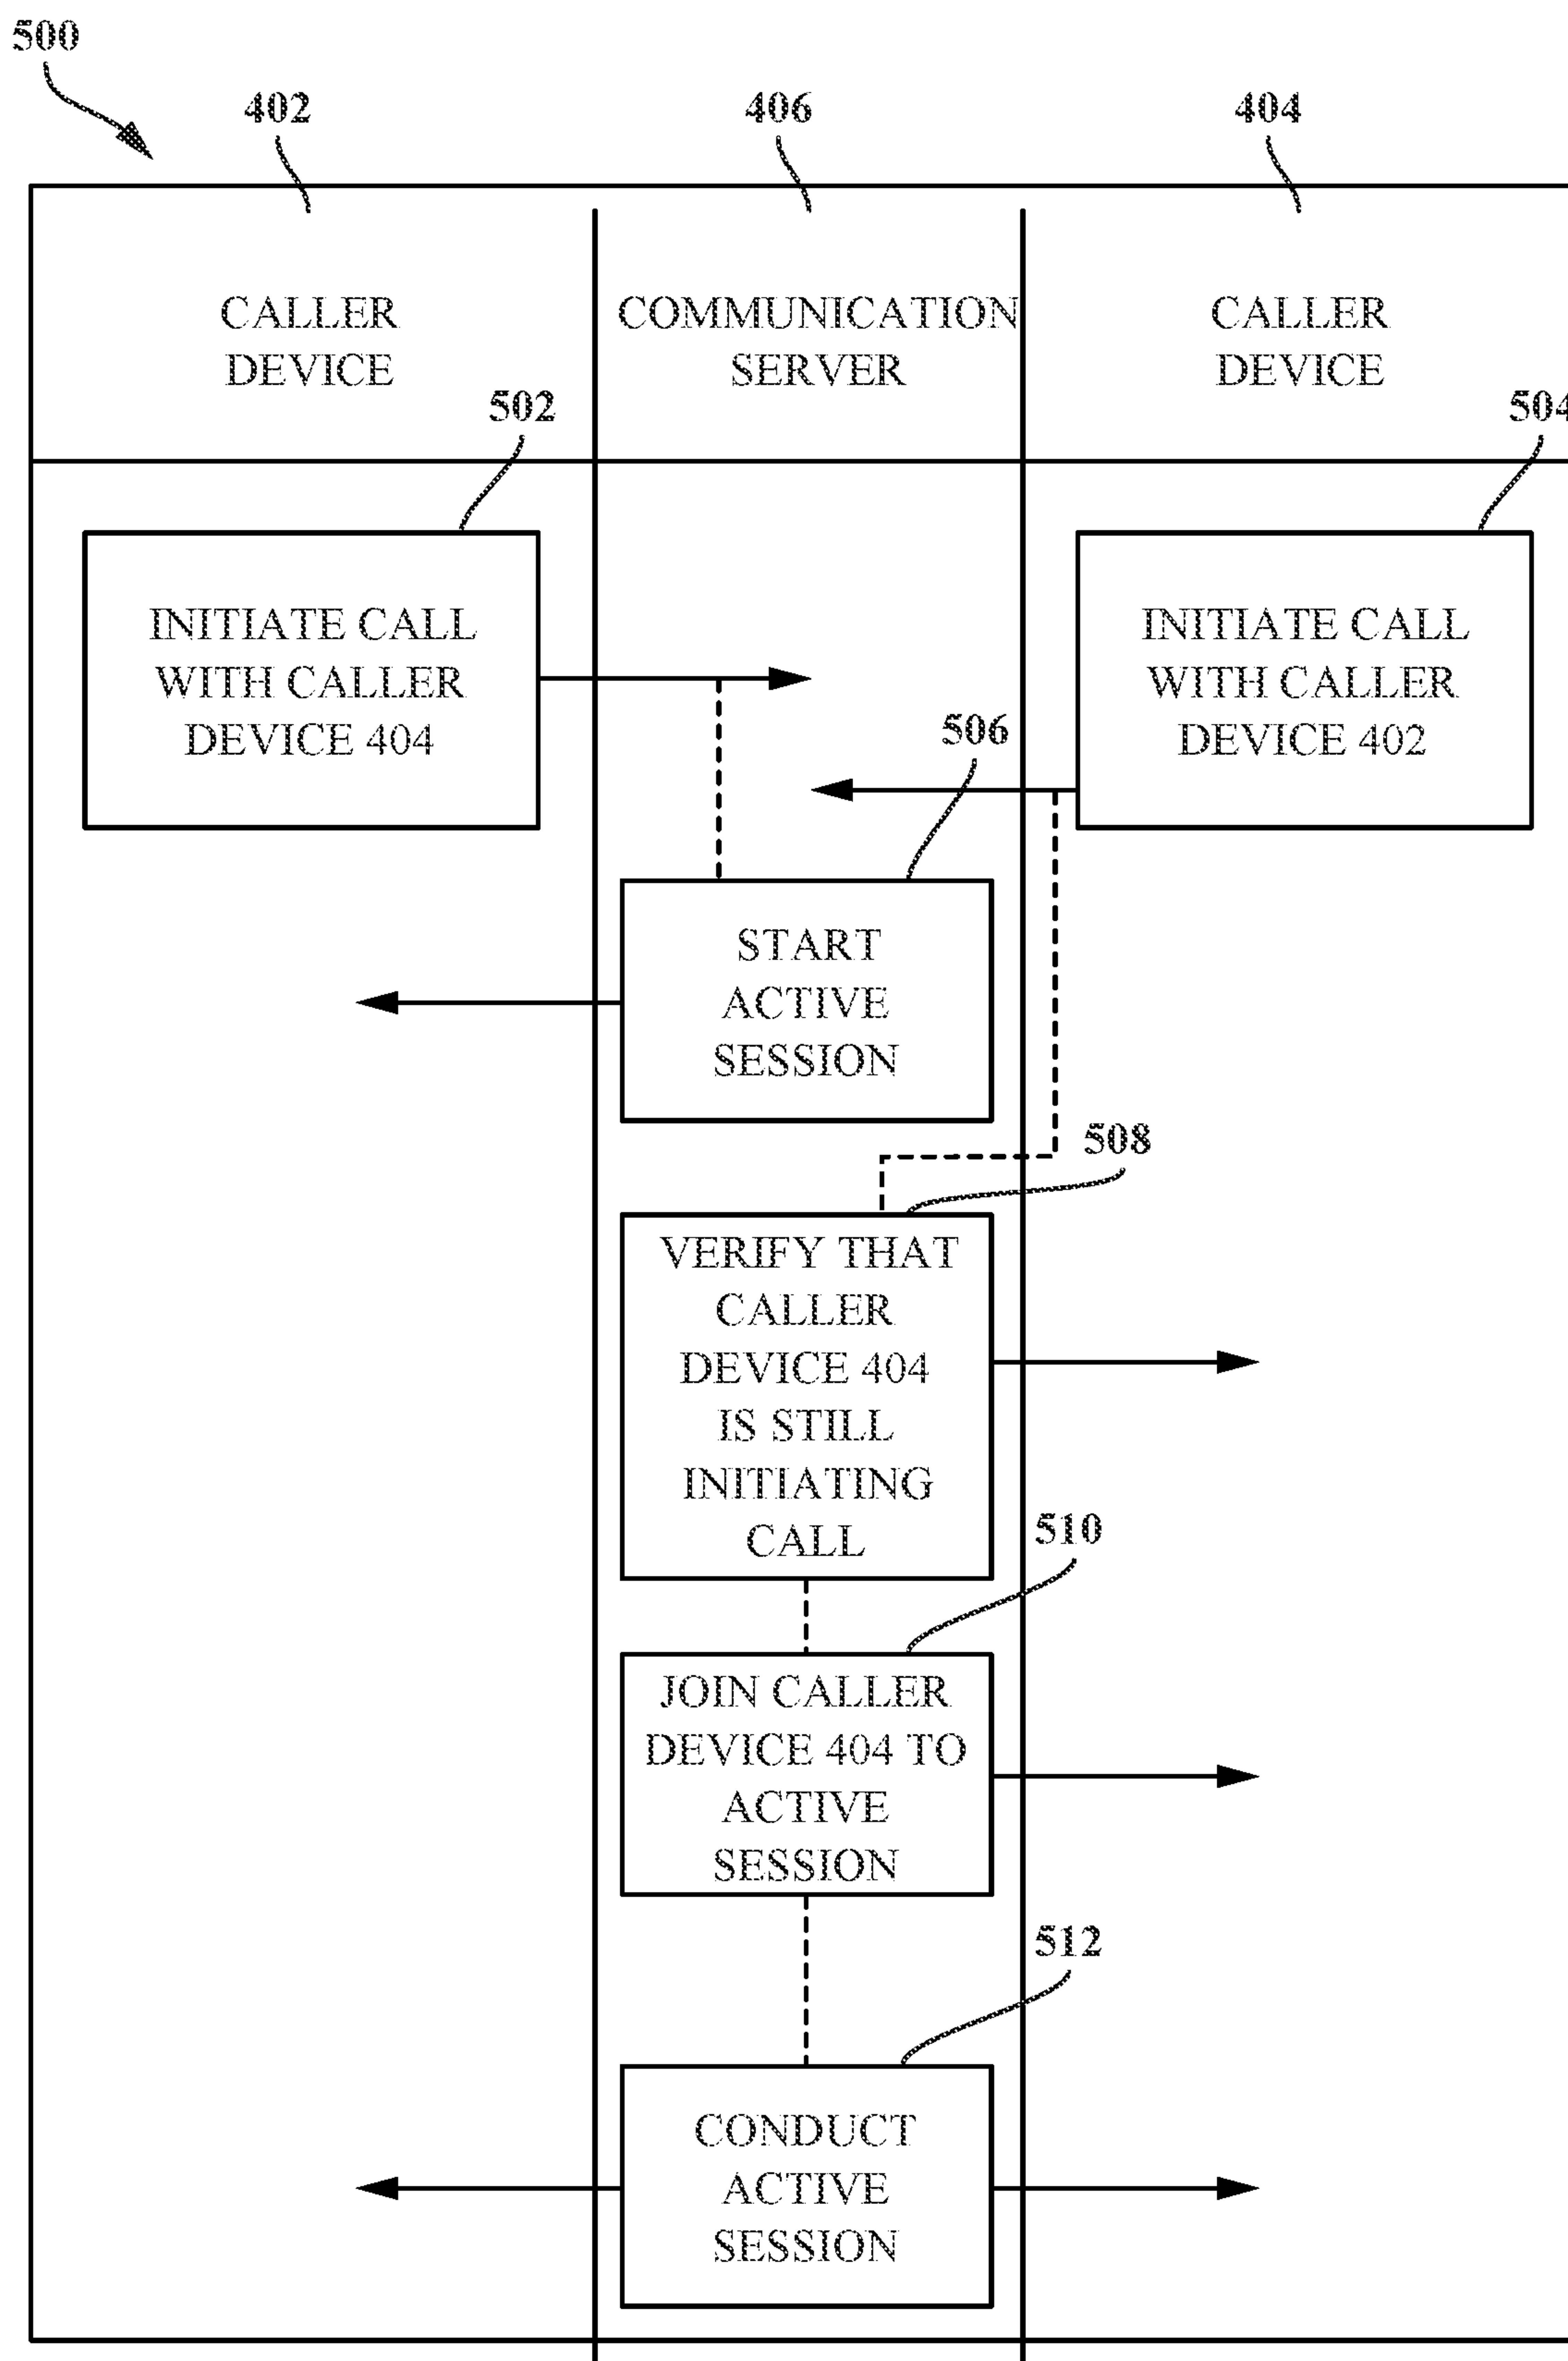 500
402
406
404
CALLER
DEVICE
COMMUNICATION
SERVER
CALLER
DEVICE
502
504
INITIATE CALL
WITH CALLER
DEVICE 404
INITIATE CALL
WITH CALLER
DEVICE 402
506
START
ACTIVE
SESSION
508
VERIFY THAT
CALLER
DEVICE 404
IS STILL
INITIATING
CALL
510
JOIN CALLER
DEVICE 404 TO
ACTIVE
SESSION
512
CONDUCT
ACTIVE
SESSION